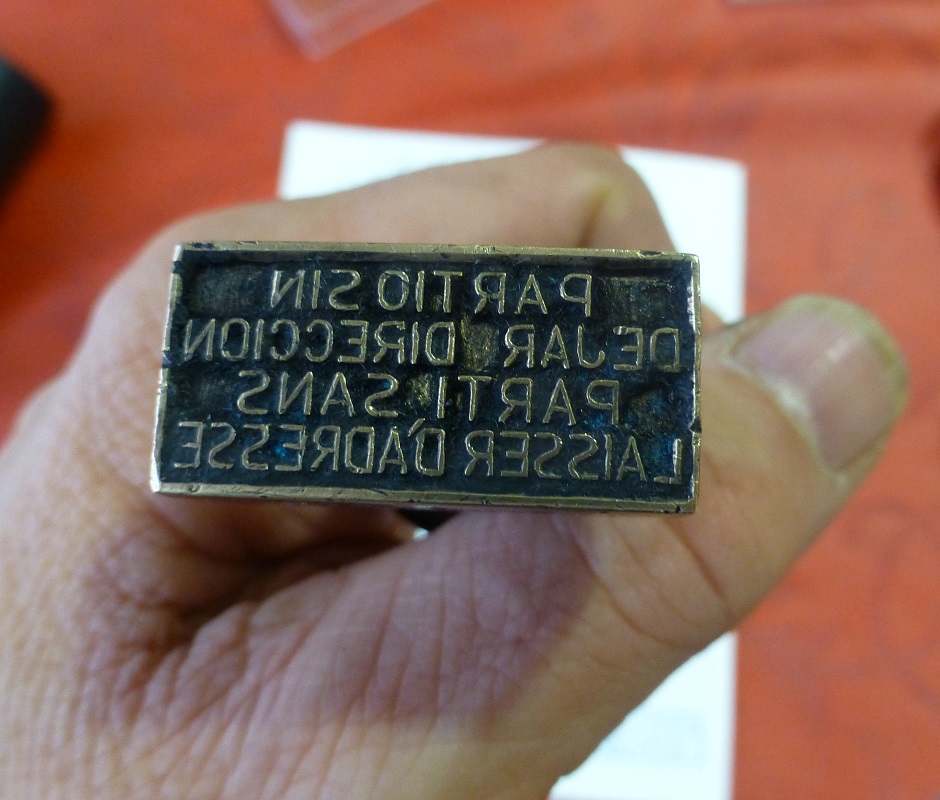 PARTIO SIN
DEJAR DIRECCION
PARTI SANS
LAISSER D'ADRESSE